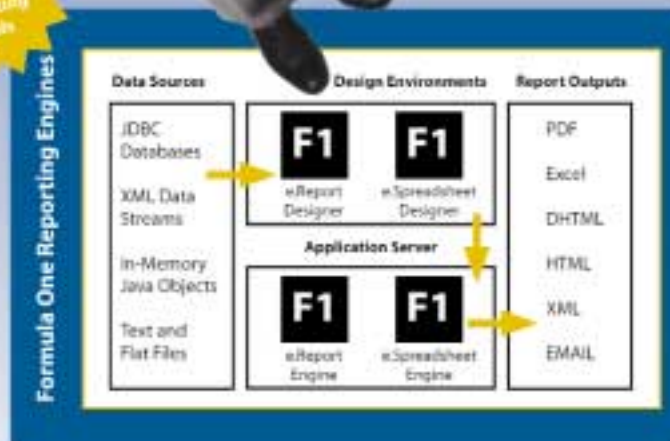 Formula One Reporting Engines
Data Sources
JDBC
Databases
XML Data
Streams
In-Memory
Java Objects
Text and
Flat Files
Design Environments
F1
e.Report
Designer
F1
e.Spreadsheet
Designer
Application Server
F1
e.Report
Engine
F1
e.Spreadsheet
Engine
Report Outputs
PDF
Excel
DHTML
HTML
XML
EMAIL